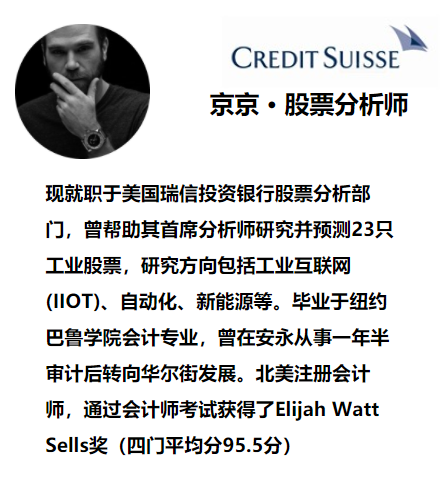 CREDIT SUISSE
京京·股票分析师
现就职于美国瑞信投资银行股票分析部
门，曾帮助其首席分析师研究并预测23只
工业股票，研究方向包括工业互联网
(IIOT)、自动化、新能源等。毕业于纽约
巴鲁学院会计专业，曾在安永从事一年半
审计后转向华尔街发展。北美注册会计
师，通过会计师考试获得了Elijah Watt
Sells奖（四门平均分95.5分）